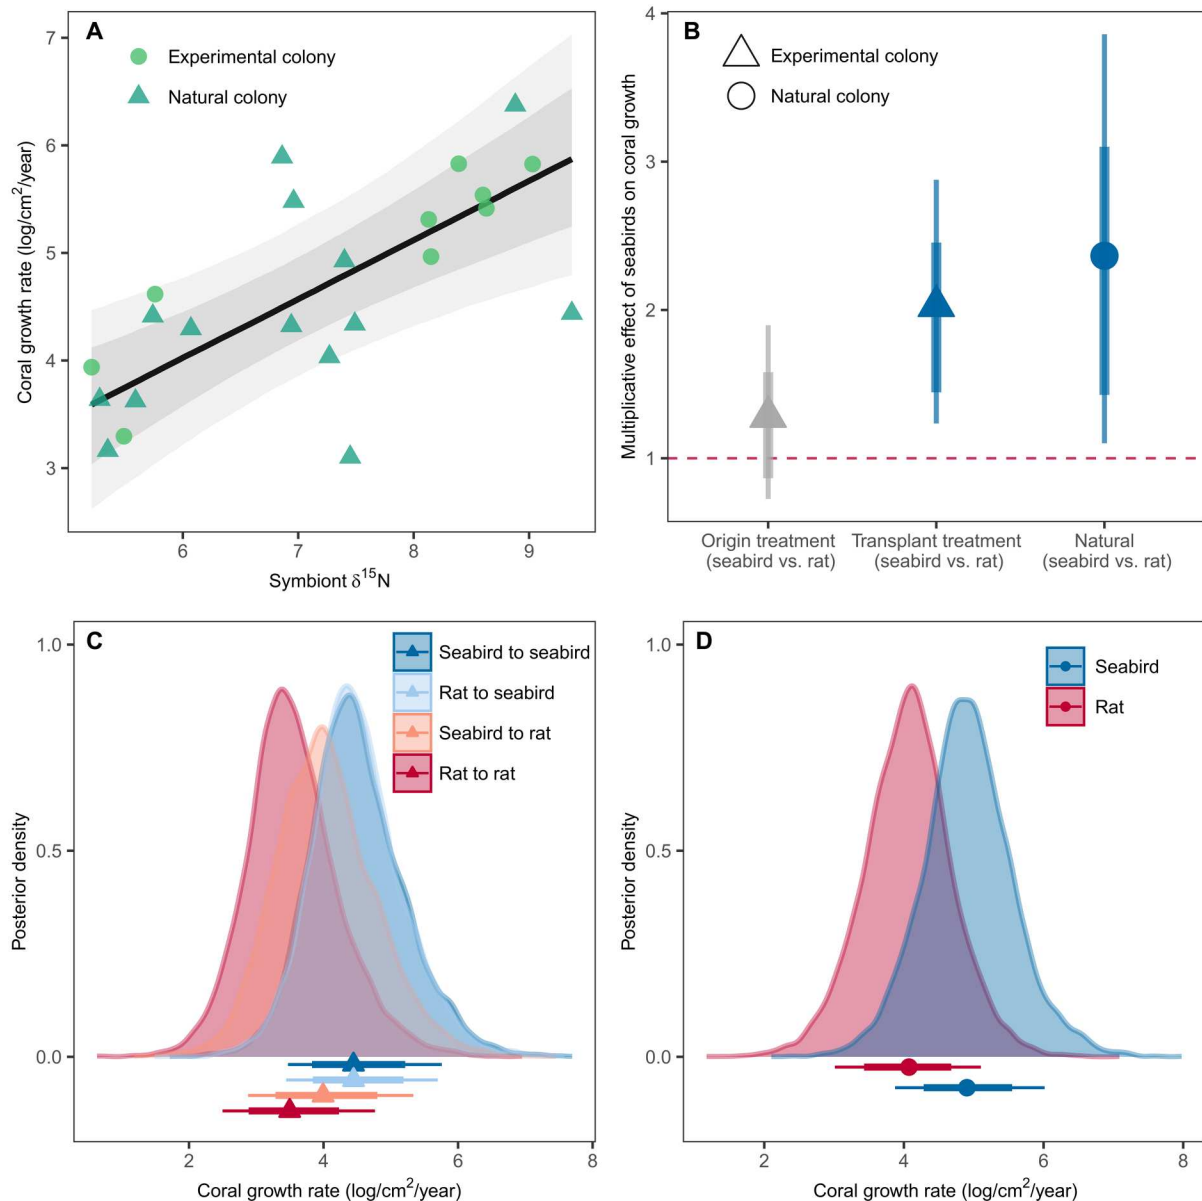 A
Experimental colony
Natural colony
Coral growth rate (log/cm²/year)
7
6
5
4
3
6
7
8
9
Symbiont δ¹⁵N
B
Experimental colony
Natural colony
Multiplicative effect of seabirds on coral growth
4
3
2
1
Origin treatment
(seabird vs. rat)
Transplant treatment
(seabird vs. rat)
Natural
(seabird vs. rat)
C
Seabird to seabird
Rat to seabird
Seabird to rat
Rat to rat
Posterior density
1.0
0.5
0.0
2
4
6
8
Coral growth rate (log/cm²/year)
D
Seabird
Rat
Posterior density
1.0
0.5
0.0
2
4
6
8
Coral growth rate (log/cm²/year)